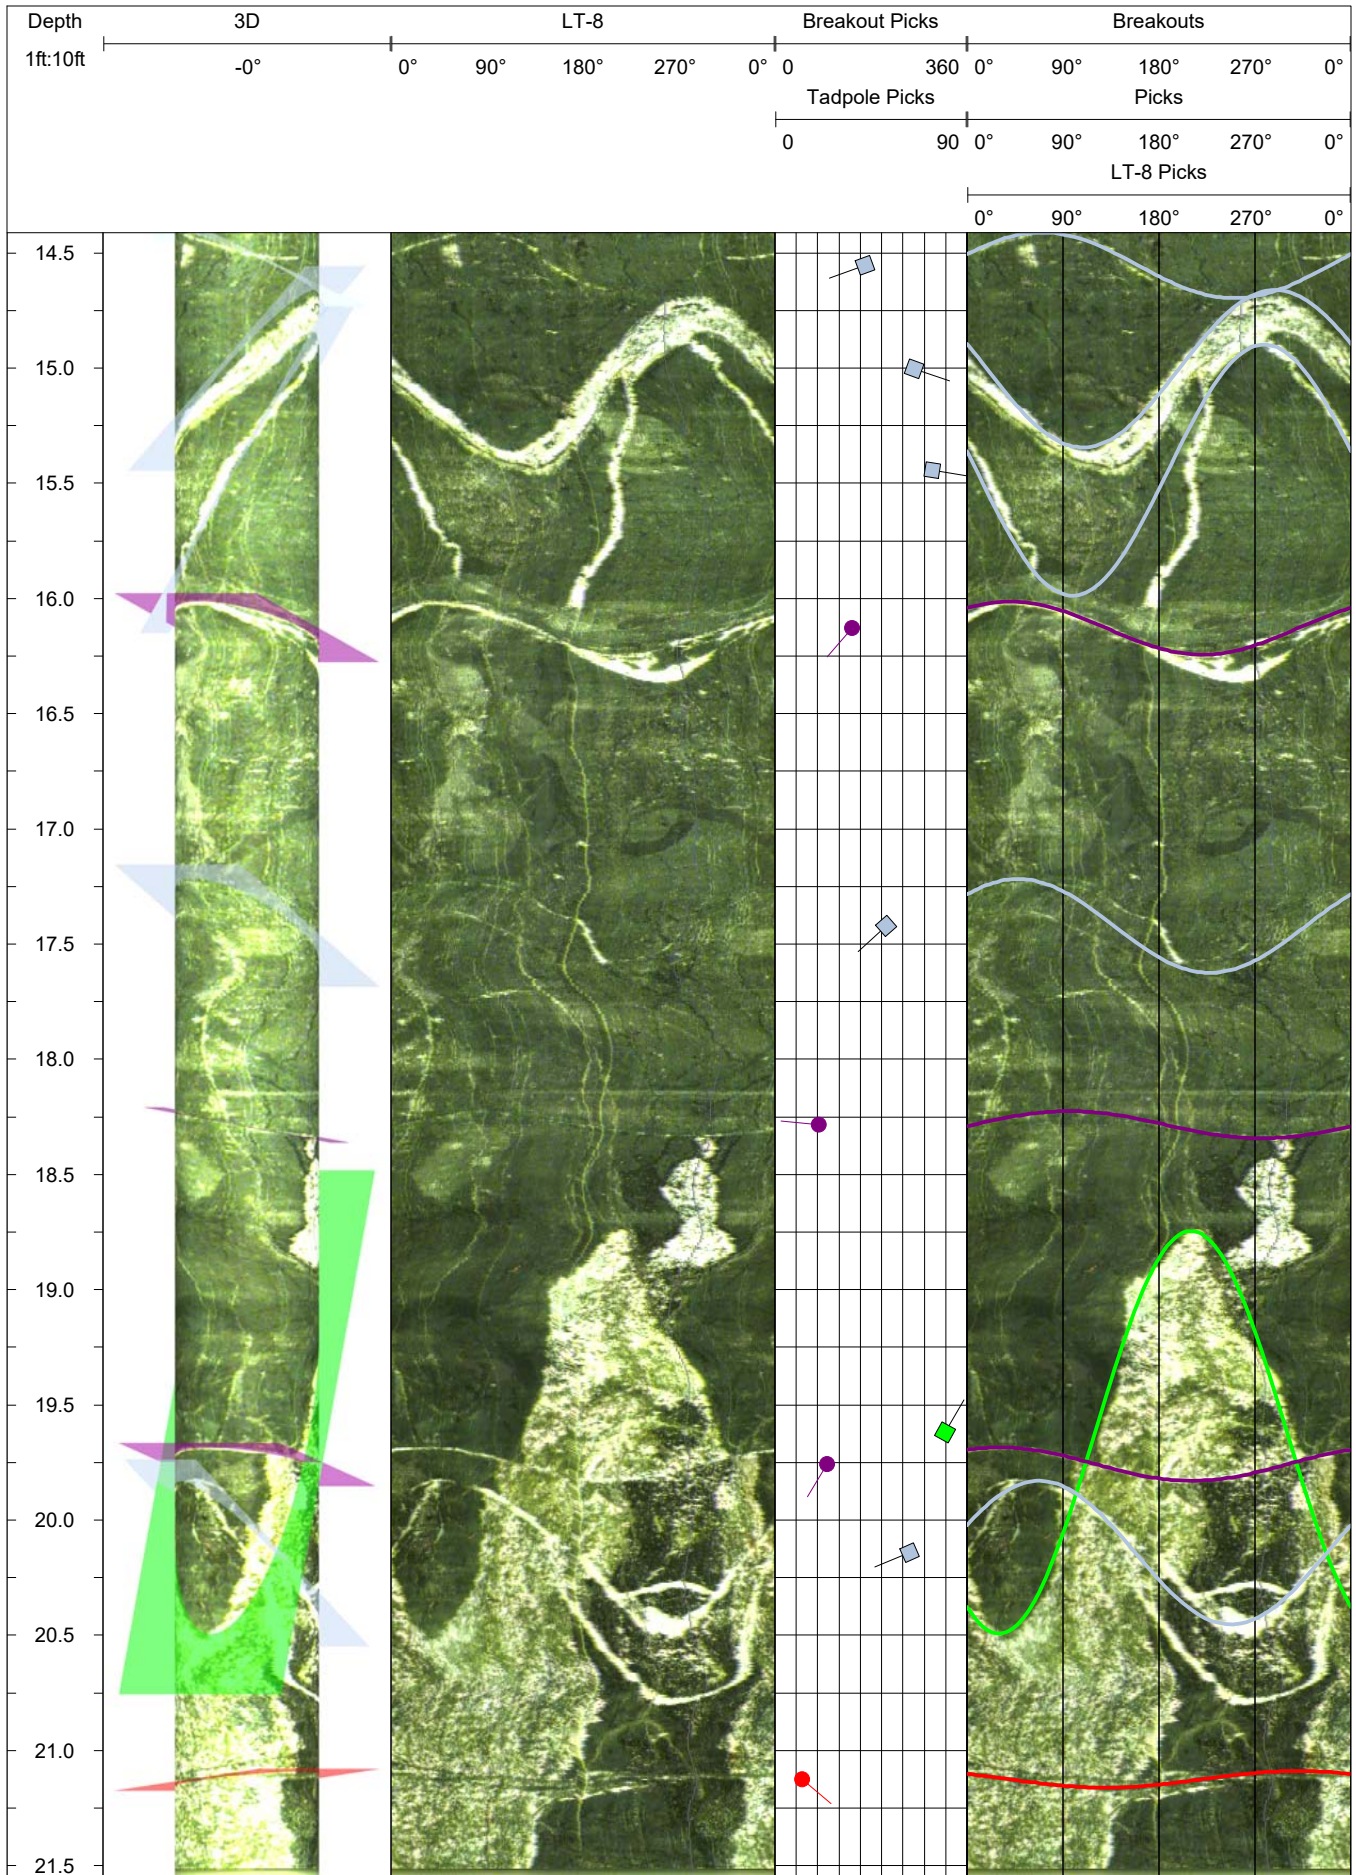 Depth 3D LT-8 Breakout Picks Breakouts
1ft:10ft -0° 0° 90° 180° 270° 0° 0 360 0° 90° 180° 270° 0°
Tadpole Picks Picks
0 90 0° 90° 180° 270° 0°
LT-8 Picks
0° 90° 180° 270° 0°
14.5
15.0
15.5
16.0
16.5
17.0
17.5
18.0
18.5
19.0
19.5
20.0
20.5
21.0
21.5